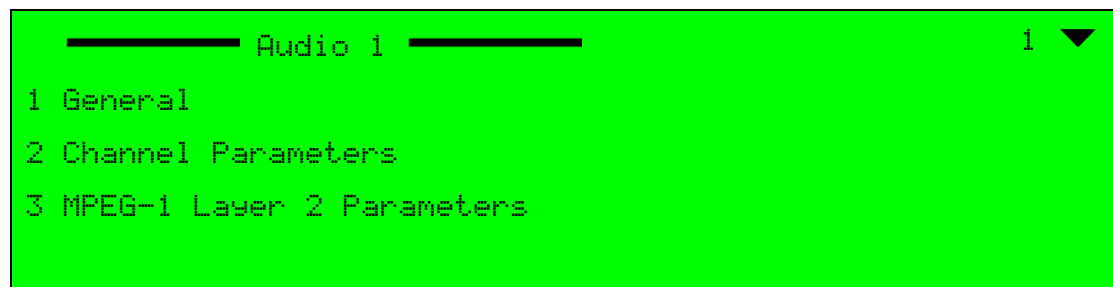 Audio 1 1
1 General
2 Channel Parameters
3 MPEG-1 Layer 2 Parameters